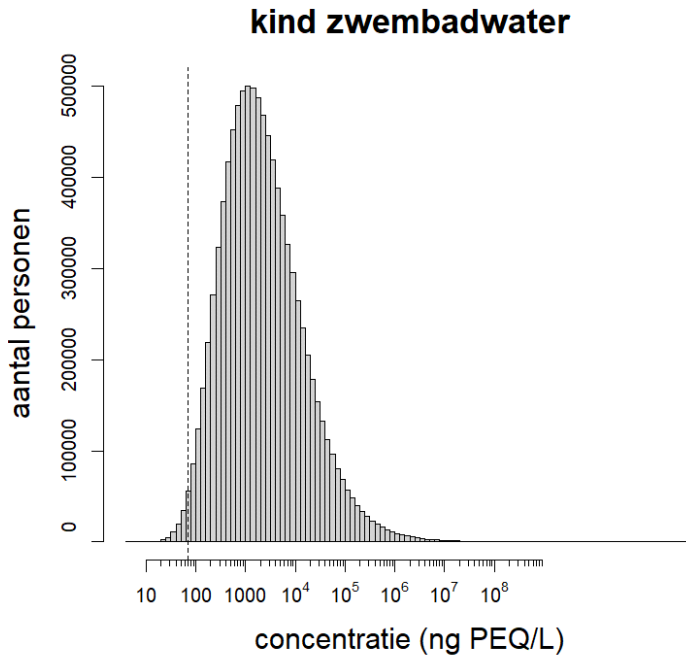 kind zwembadwater
aantal personen
500000
400000
300000
200000
100000
0
10 100 1000 10⁴ 10⁵ 10⁶ 10⁷ 10⁸
concentratie (ng PEQ/L)